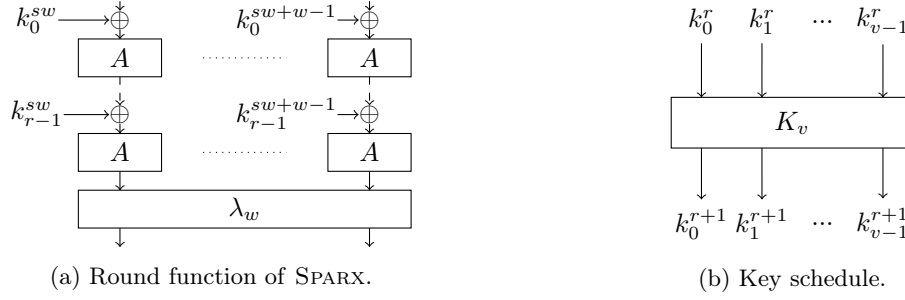 k_0^{sw} k_0^{sw+w-1}
A ........... A
k_{r-1}^{sw} k_{r-1}^{sw+w-1}
A ........... A
λ_w
(a) Round function of SPARX.
k_0^r k_1^r ... k_{v-1}^r
K_v
k_0^{r+1} k_1^{r+1} ... k_{v-1}^{r+1}
(b) Key schedule.